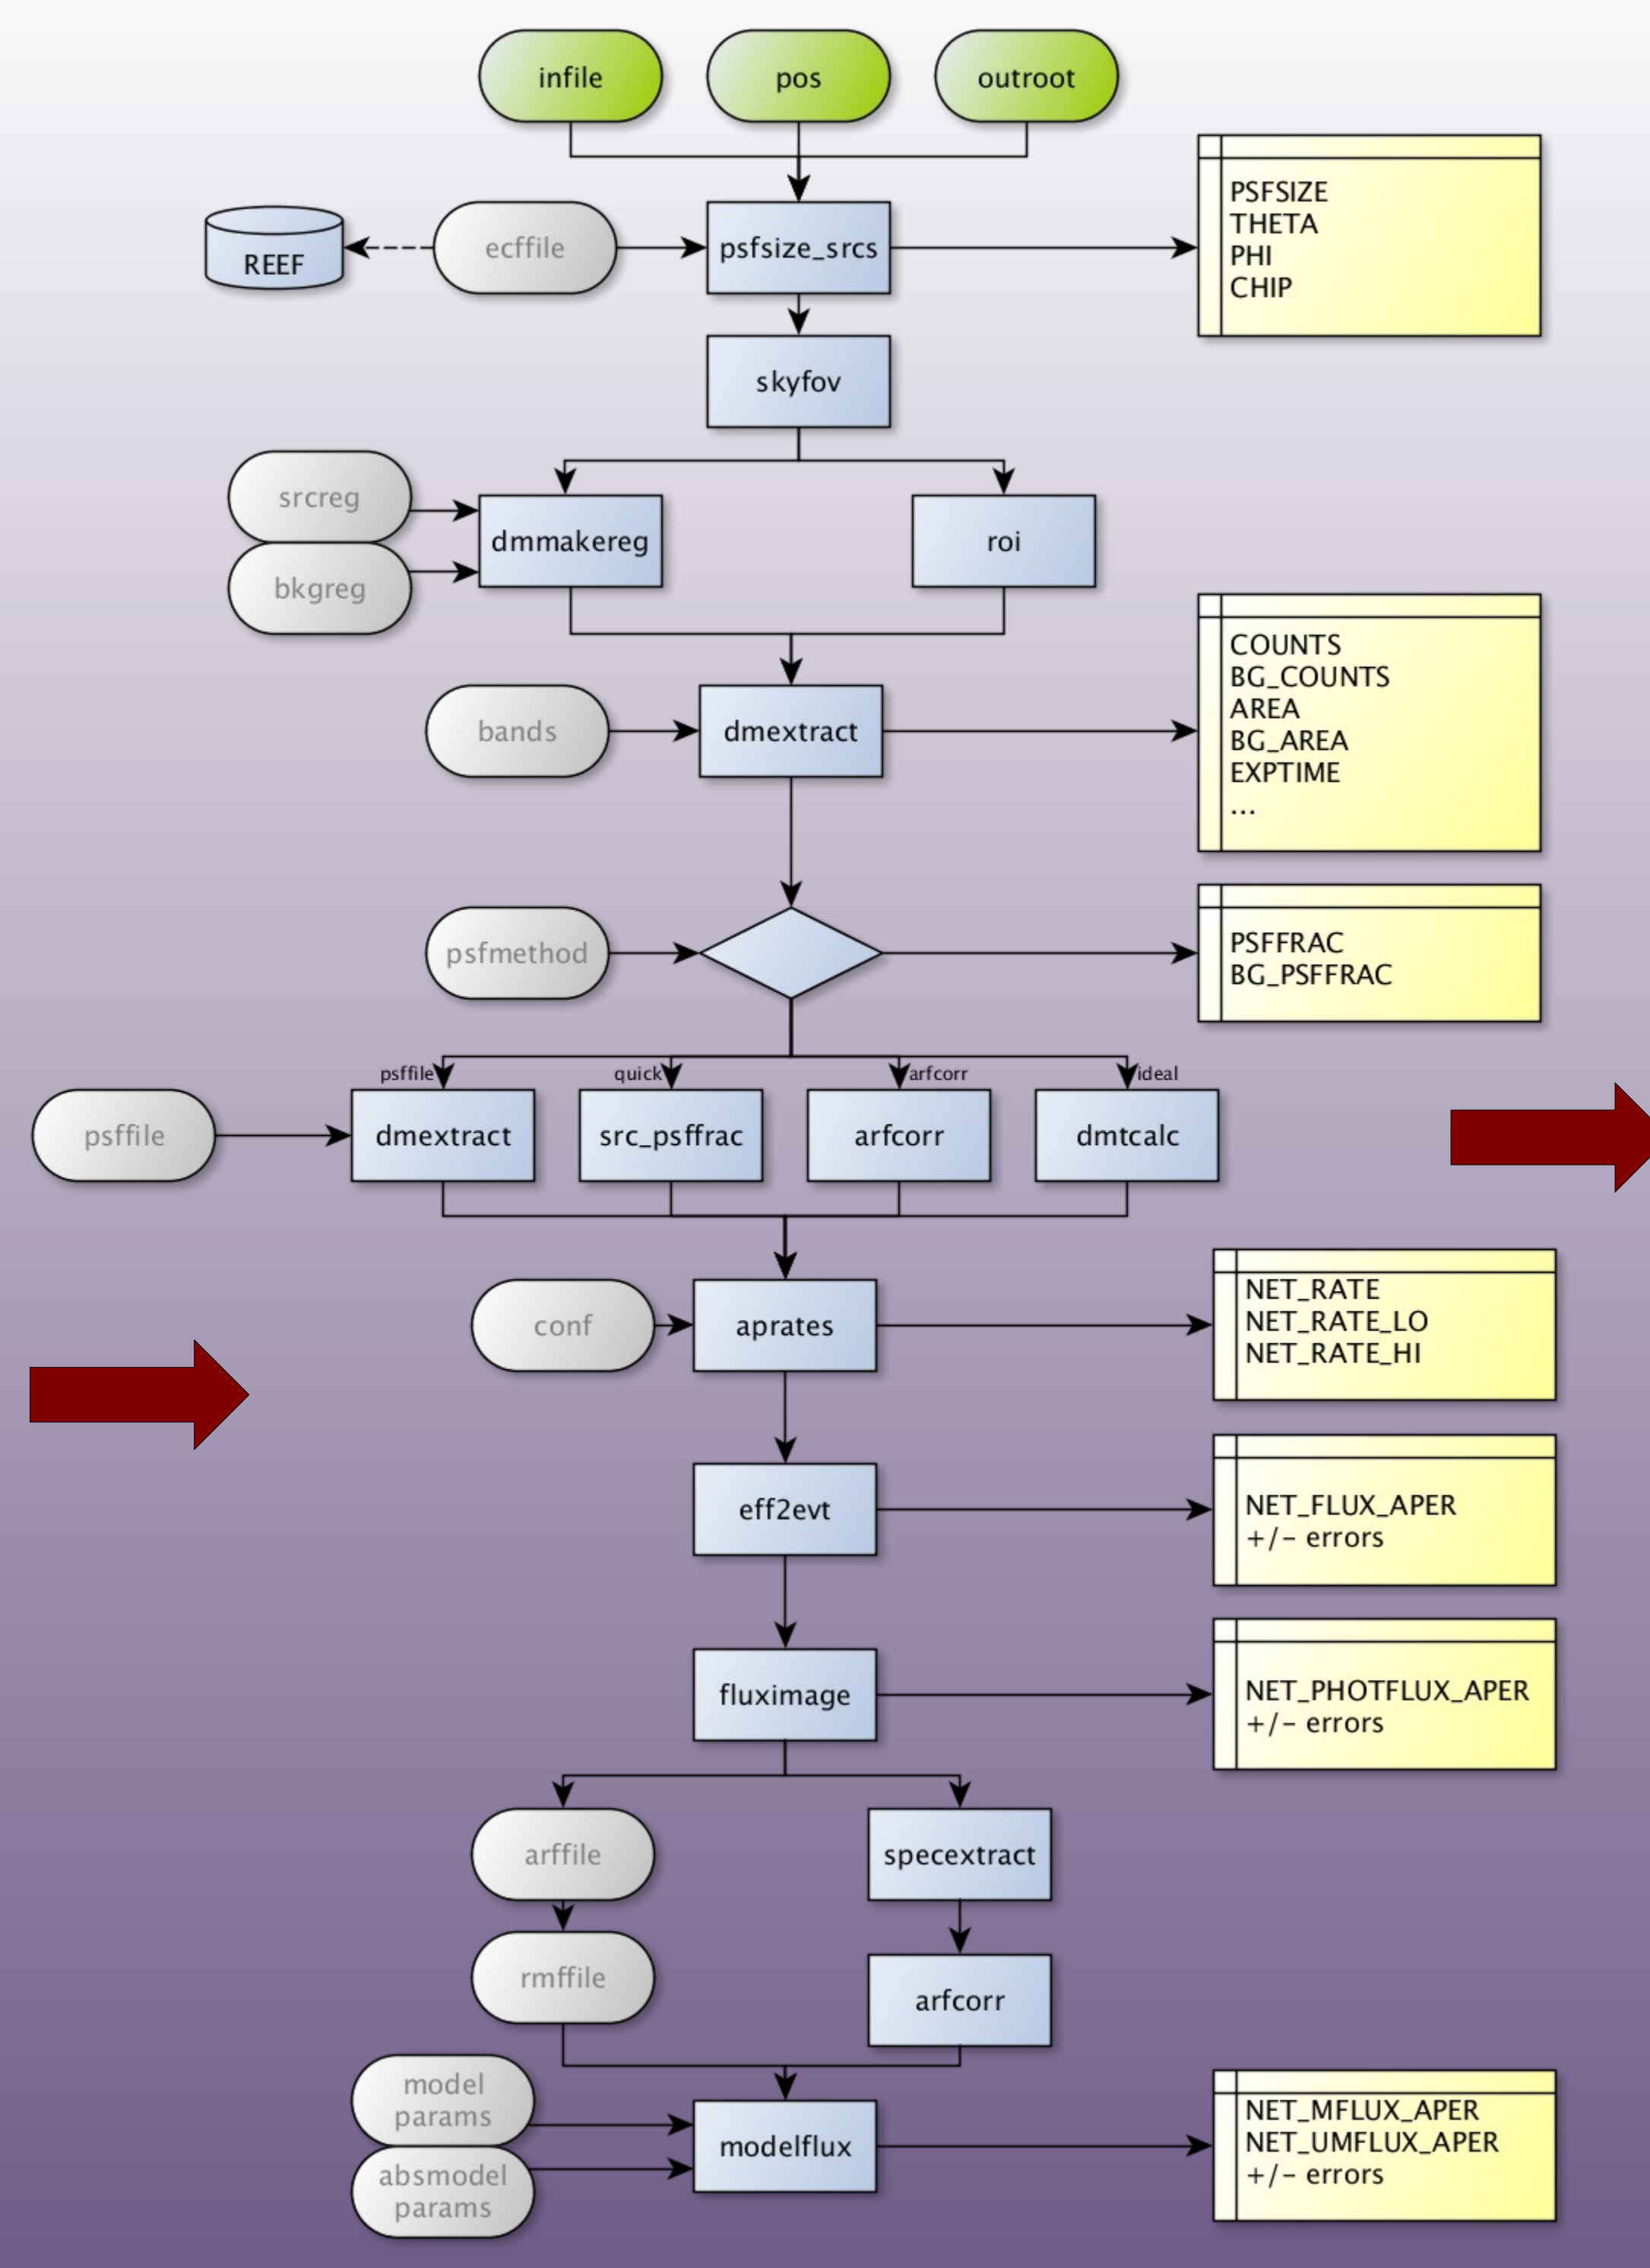 infile
pos
outroot
REEF
ecffile
psfsize_srcs
PSFSIZE
THETA
PHI
CHIP
skyfov
srcreg
bkgreg
dmmakereg
roi
bands
dmextract
COUNTS
BG_COUNTS
AREA
BG_AREA
EXPTIME
...
psfmethod
PSFFRAC
BG_PSFFRAC
psffile
quick
arfcorr
ideal
psffile
dmextract
src_psffrac
arfcorr
dmtcalc
conf
aprates
NET_RATE
NET_RATE_LO
NET_RATE_HI
eff2evt
NET_FLUX_APER
+/- errors
fluximage
NET_PHOTFLUX_APER
+/- errors
arffile
specextract
rmffile
arfcorr
model
params
absmodel
params
modelflux
NET_MFLUX_APER
NET_UMFLUX_APER
+/- errors